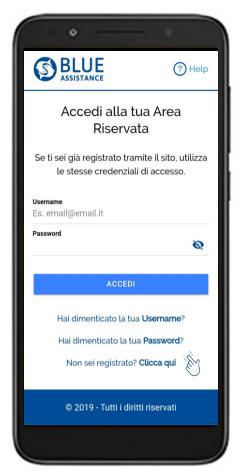 BLUE
ASSISTANCE
? Help
Accedi alla tua Area
Riservata
Se ti sei già registrato tramite il sito, utilizza
le stesse credenziali di accesso.
Username
Es. email@email.it
Password
ACCEDI
Hai dimenticato la tua Username?
Hai dimenticato la tua Password?
Non sei registrato? Clicca qui
© 2019 - Tutti i diritti riservati